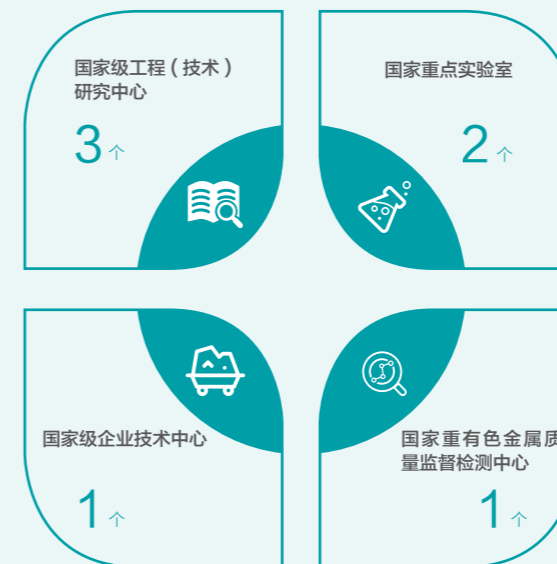 国家级工程（技术）
研究中心
3个
国家重点实验室
2个
国家级企业技术中心
1个
国家重有色金属质
量监督检测中心
1个